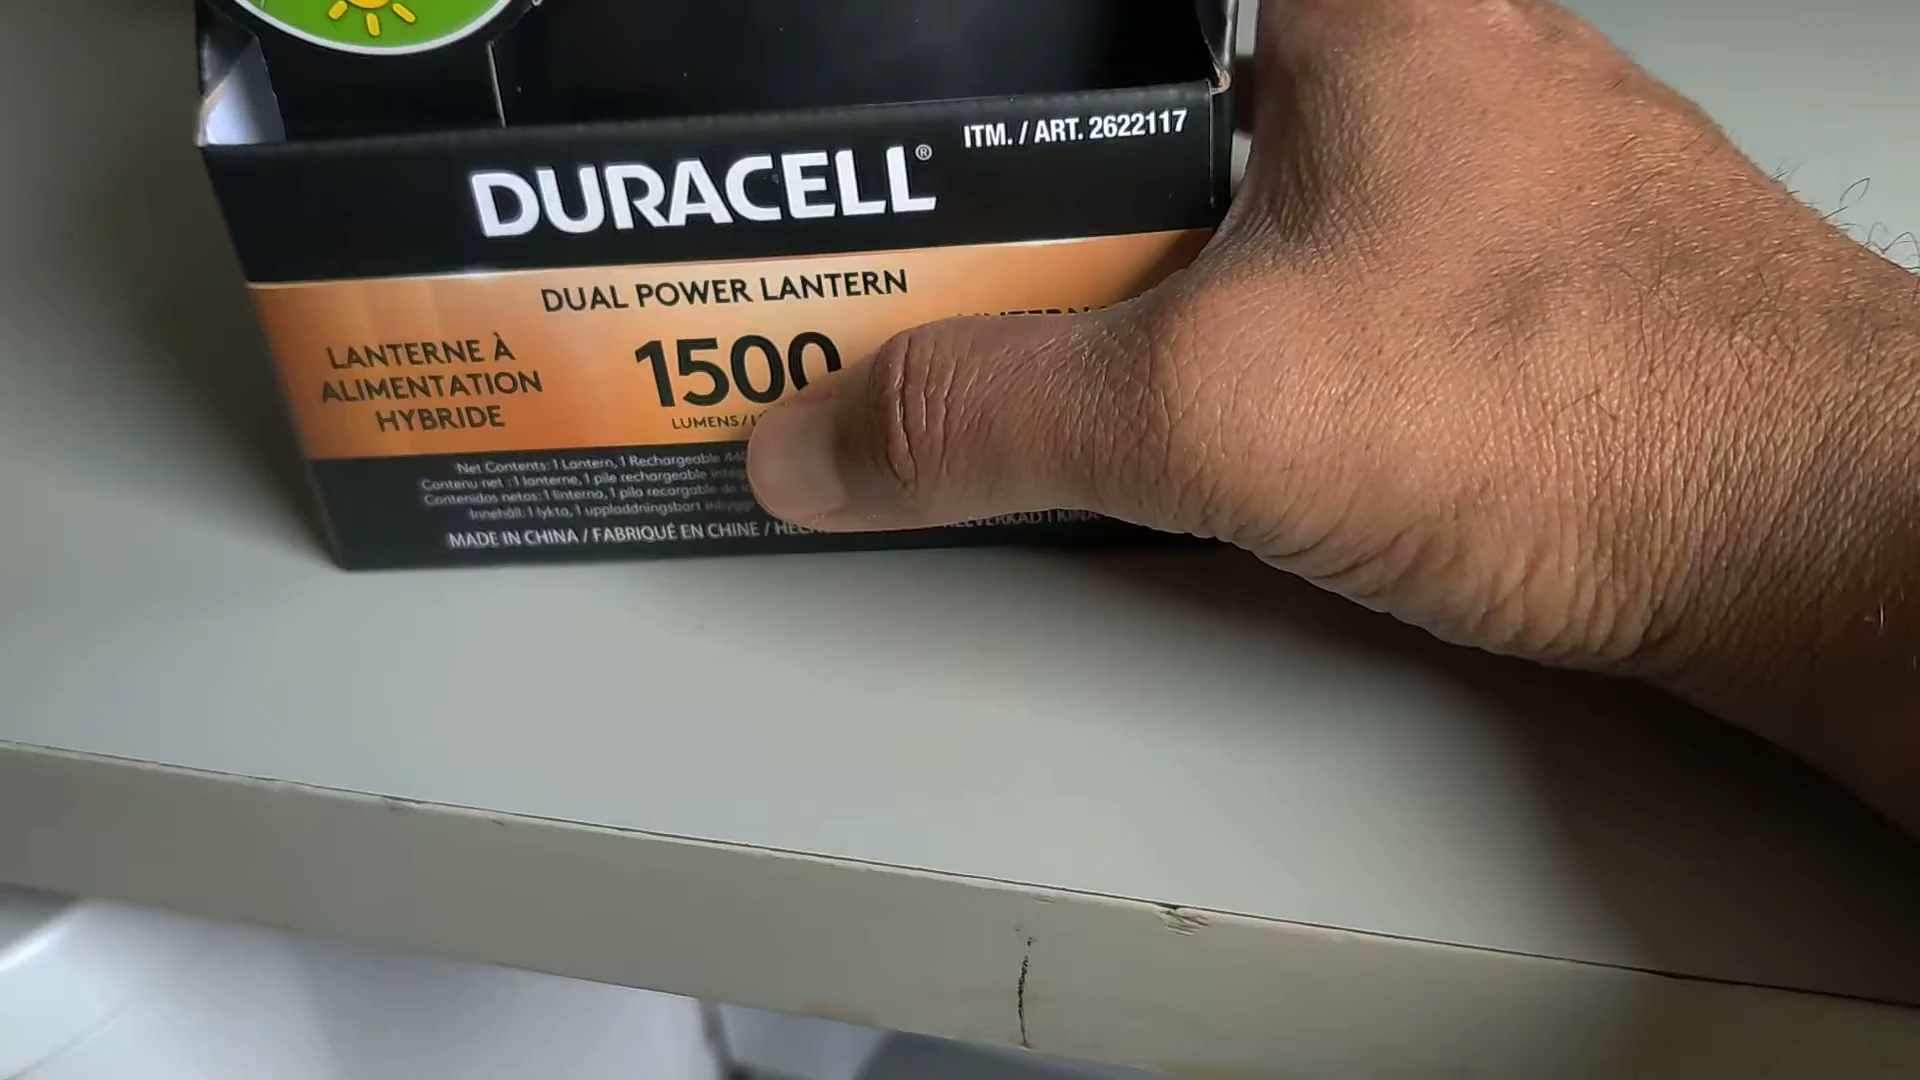 ITM. / ART. 2622117
DURACELL®
DUAL POWER LANTERN
LANTERNE À
ALIMENTATION
HYBRIDE
1500
LUMENS/
Net Contents: 1 Lantern, 1 Rechargeable
Contenu net : 1 lanterne, 1 pile rechargeable
Contenidos netos: 1 linterna, 1 pila recargable de
Innehåll: 1 lykta, 1 uppladdningsbart
MADE IN CHINA / FABRIQUÉ EN CHINE /